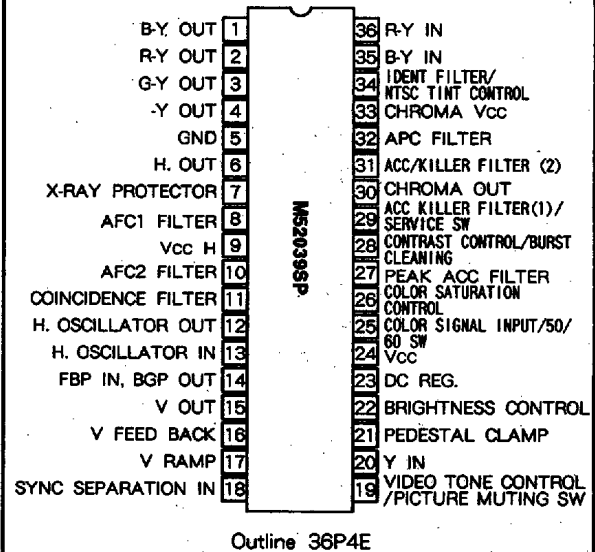 B-Y OUT 1
R-Y OUT 2
G-Y OUT 3
-Y OUT 4
GND 5
H. OUT 6
X-RAY PROTECTOR 7
AFC1 FILTER 8
Vcc H 9
AFC2 FILTER 10
COINCIDENCE FILTER 11
H. OSCILLATOR OUT 12
H. OSCILLATOR IN 13
FBP IN, BGP OUT 14
V OUT 15
V FEED BACK 16
V RAMP 17
SYNC SEPARATION IN 18
M52039SP
36 R-Y IN
35 B-Y IN
34 IDENT FILTER/
NTSC TINT CONTROL
33 CHROMA Vcc
32 APC FILTER
31 ACC/KILLER FILTER (2)
30 CHROMA OUT
29 ACC KILLER FILTER(1)/
SERVICE SW
28 CONTRAST CONTROL/BURST
CLEANING
27 PEAK ACC FILTER
26 COLOR SATURATION
CONTROL
25 COLOR SIGNAL INPUT/50/
60 SW
24 Vcc
23 DC REG.
22 BRIGHTNESS CONTROL
21 PEDESTAL CLAMP
20 Y IN
19 VIDEO TONE CONTROL
/PICTURE MUTING SW
Outline 36P4E